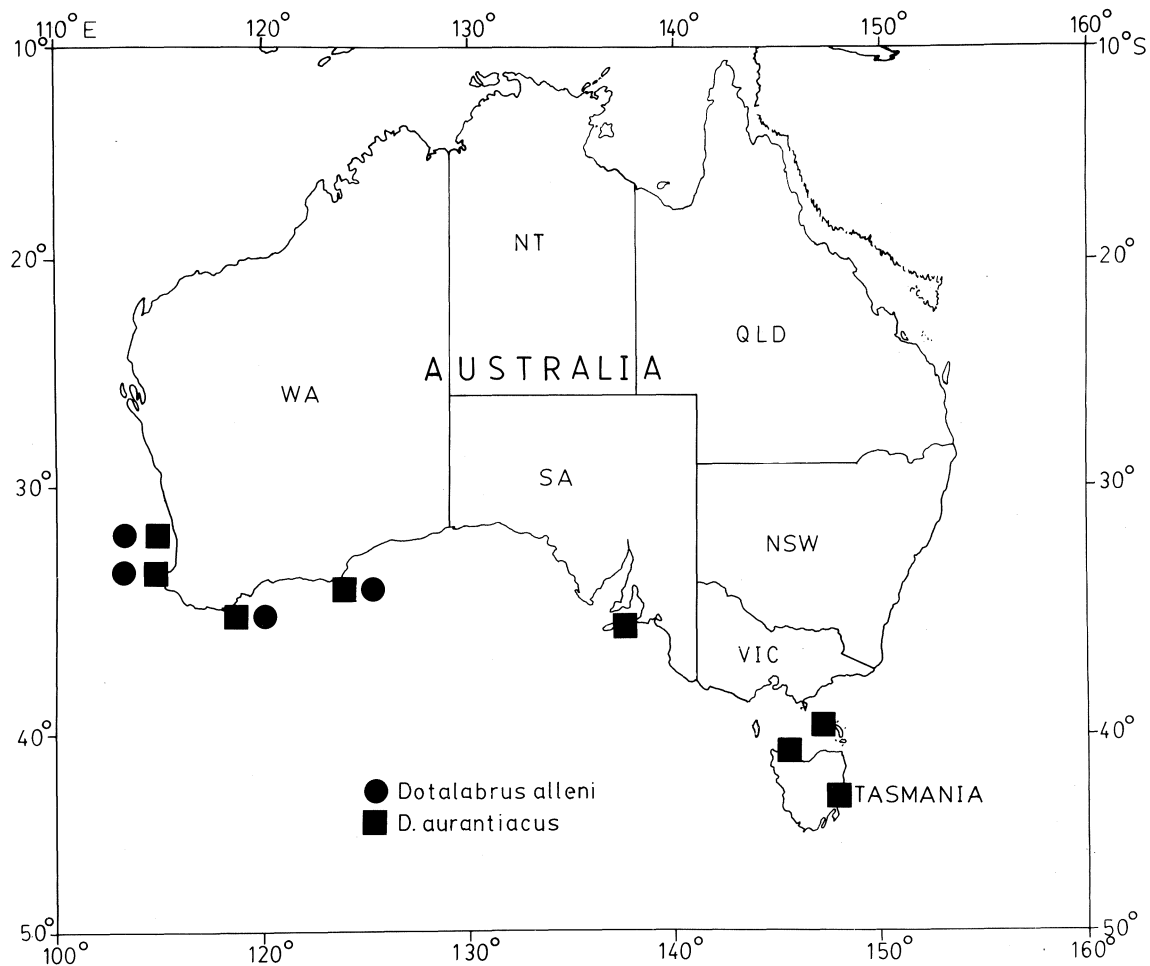 110° E 120° 130° 140° 150° 160°
10° 10°S
NT
20° 20°
QLD
AUSTRALIA
WA
SA
30° 30°
NSW
VIC
40° 40°
Dotalabrus alleni
TASMANIA
D. aurantiacus
50° 50°
100° 120° 130° 140° 150° 160°